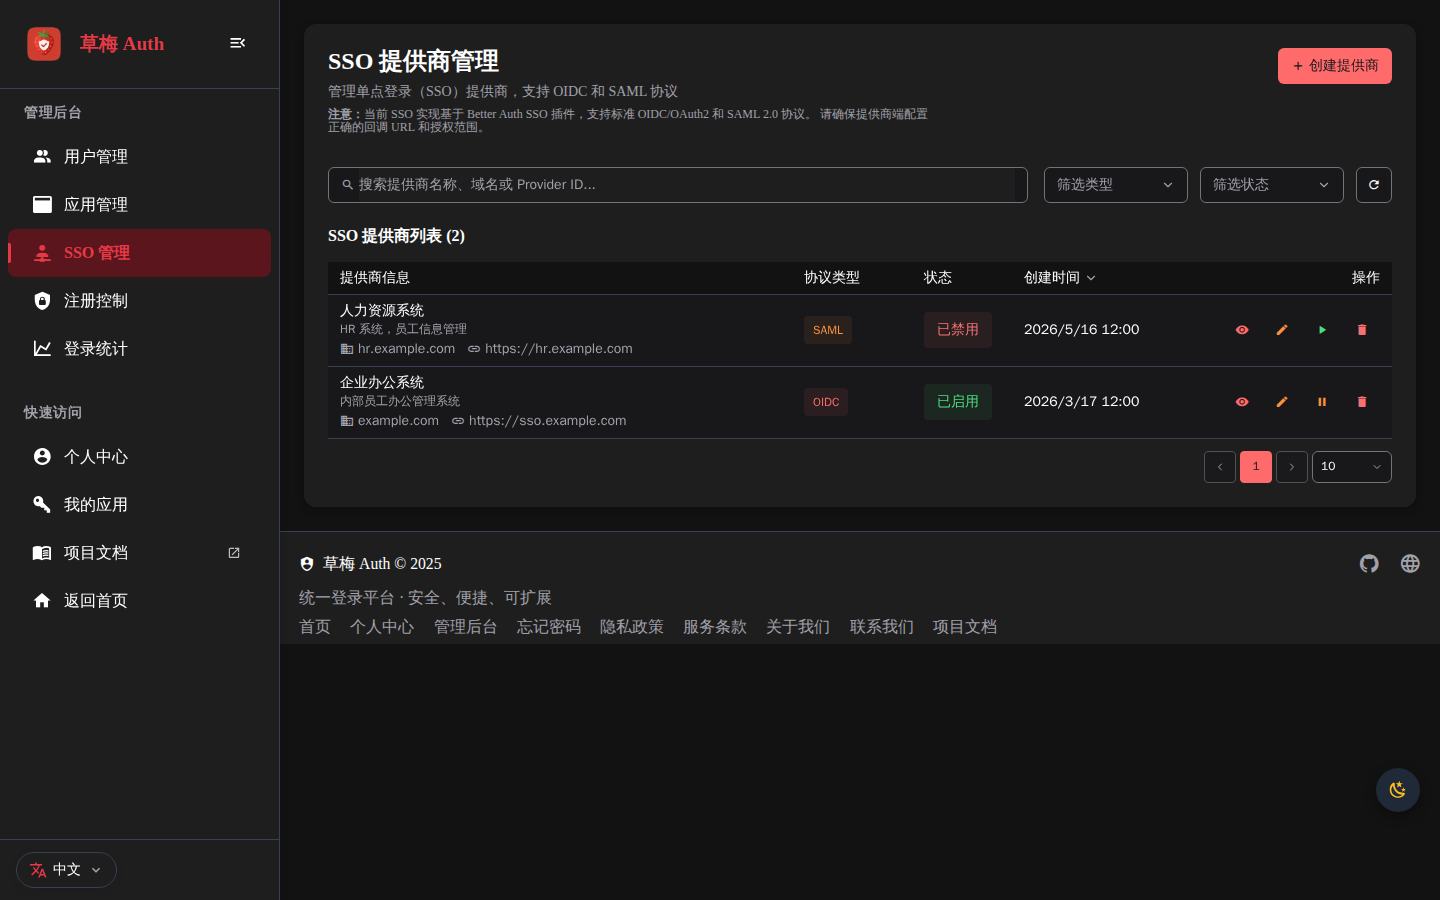 草梅 Auth
管理后台
用户管理
应用管理
SSO 管理
注册控制
登录统计
快速访问
个人中心
我的应用
项目文档
返回首页
中文
SSO 提供商管理
创建提供商
管理单点登录（SSO）提供商，支持 OIDC 和 SAML 协议
注意：当前 SSO 实现基于 Better Auth SSO 插件，支持标准 OIDC/OAuth2 和 SAML 2.0 协议。 请确保提供商端配置
正确的回调 URL 和授权范围。
搜索提供商名称、域名或 Provider ID...
筛选类型
筛选状态
SSO 提供商列表 (2)
提供商信息 协议类型 状态 创建时间 操作
人力资源系统
HR 系统，员工信息管理
hr.example.com https://hr.example.com
SAML
已禁用
2026/5/16 12:00
企业办公系统
内部员工办公管理系统
example.com https://sso.example.com
OIDC
已启用
2026/3/17 12:00
1
10
草梅 Auth © 2025
统一登录平台 · 安全、便捷、可扩展
首页 个人中心 管理后台 忘记密码 隐私政策 服务条款 关于我们 联系我们 项目文档